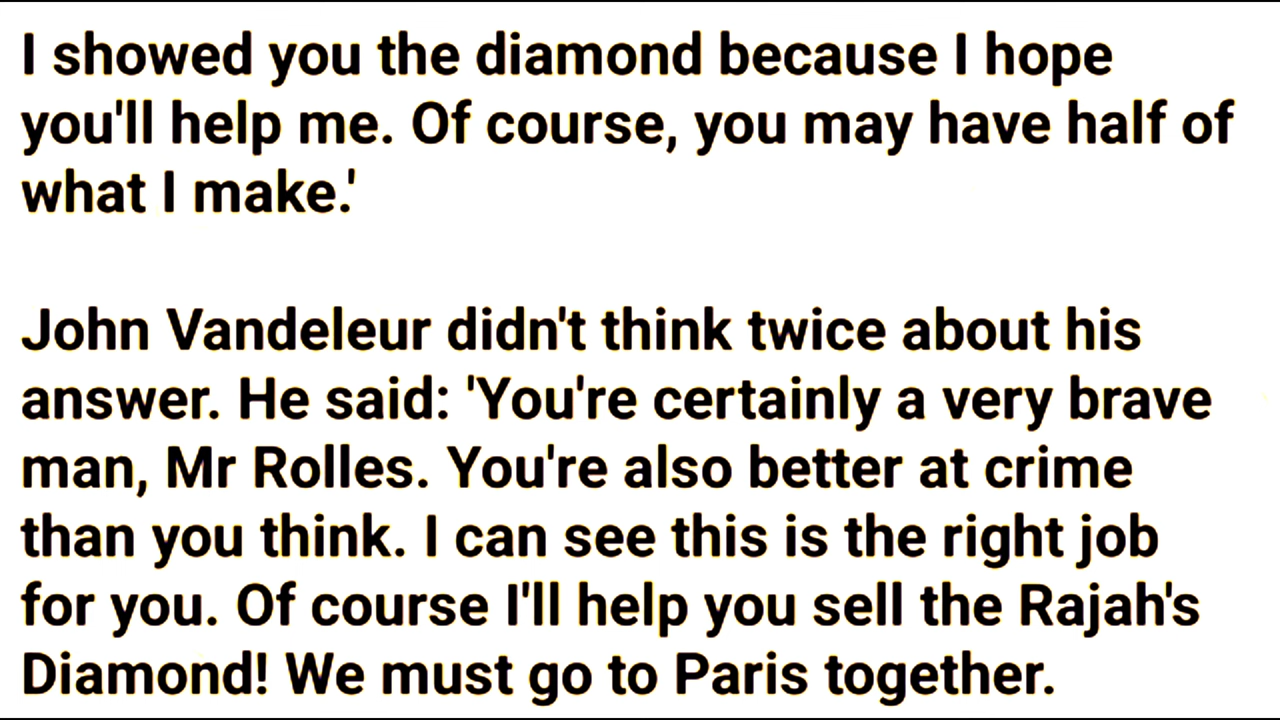 I showed you the diamond because I hope
you'll help me. Of course, you may have half of
what I make.'
John Vandeleur didn't think twice about his
answer. He said: 'You're certainly a very brave
man, Mr Rolles. You're also better at crime
than you think. I can see this is the right job
for you. Of course I'll help you sell the Rajah's
Diamond! We must go to Paris together.